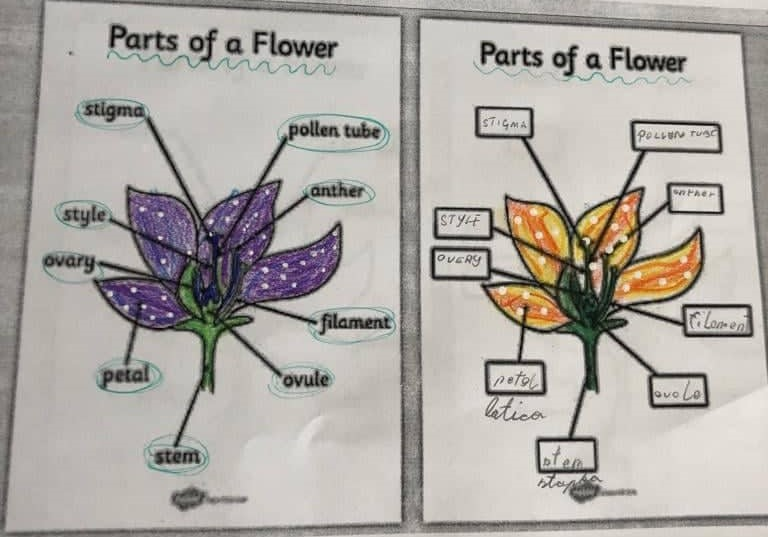 Parts of a Flower
stigma
pollen tube
anther
style
ovary
filament
petal
ovule
stem
Parts of a Flower
STIGMA
POLLEN TUBE
anther
STYLE
OVERY
filament
petal
latica
ovule
stem
stapka